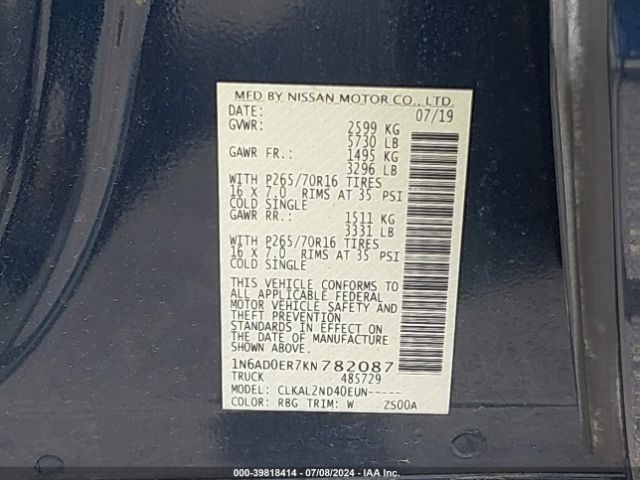 MFD BY NISSAN MOTOR CO., LTD.
DATE: 07/19
GVWR: 2599 KG
5730 LB
GAWR FR.: 1495 KG
3296 LB
WITH P265/70R16 TIRES
16 X 7.0 RIMS AT 35 PSI
COLD SINGLE
GAWR RR.: 1511 KG
3331 LB
WITH P265/70R16 TIRES
16 X 7.0 RIMS AT 35 PSI
COLD SINGLE
THIS VEHICLE CONFORMS TO
ALL APPLICABLE FEDERAL
MOTOR VEHICLE SAFETY AND
THEFT PREVENTION
STANDARDS IN EFFECT ON
THE DATE OF MANUFACTURE
SHOWN ABOVE.
1N6AD0ER7KN782087
TRUCK 485729
MODEL: CLKAL2ND40EUN-----
COLOR: RBG TRIM: W ZS00A
000-39818414 - 07/08/2024 - IAA Inc.